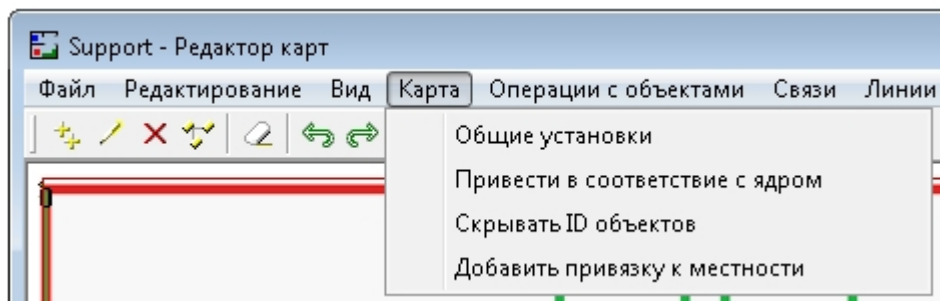 Support - Редактор карт
Файл Редактирование Вид Карта Операции с объектами Связи Линии
Общие установки
Привести в соответствие с ядром
Скрывать ID объектов
Добавить привязку к местности